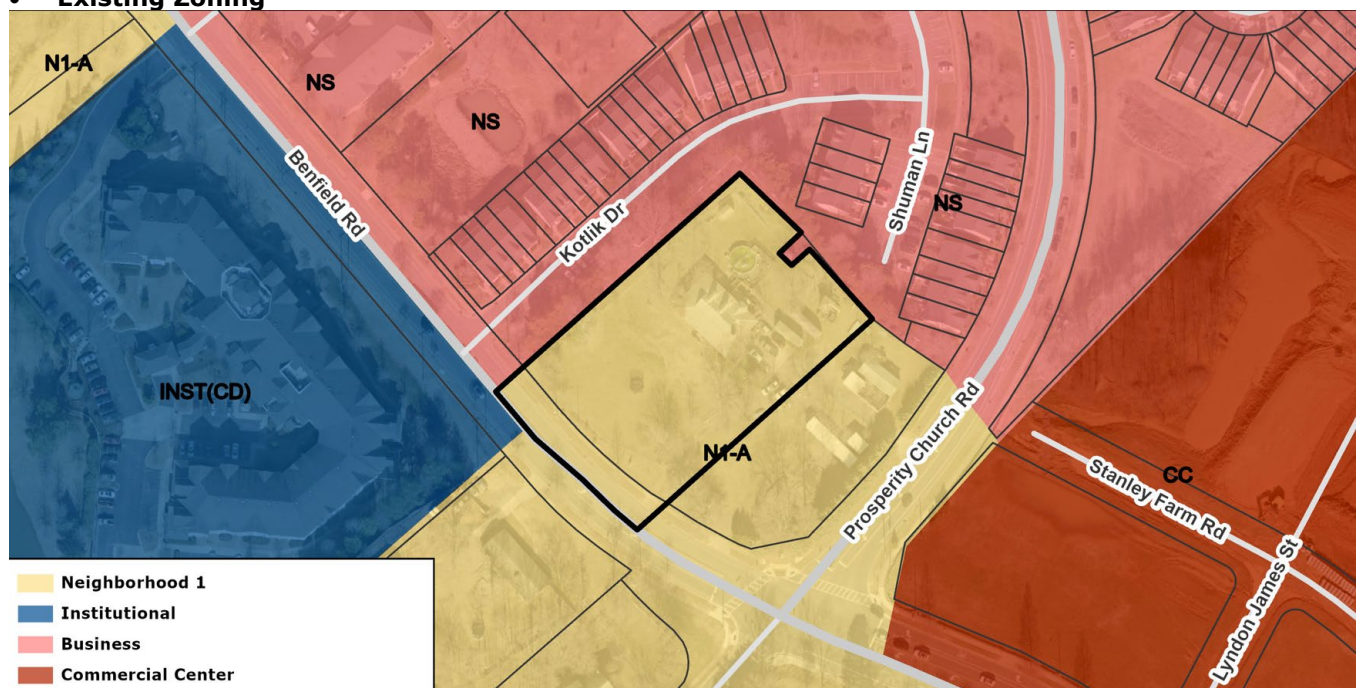 • Existing Zoning
N1-A
NS
NS
Benfield Rd
Kotlik Dr
Shuman Ln
NS
INST(CD)
N1-A
Prosperity Church Rd
CC
Stanley Farm Rd
Lyndon James St
Neighborhood 1
Institutional
Business
Commercial Center